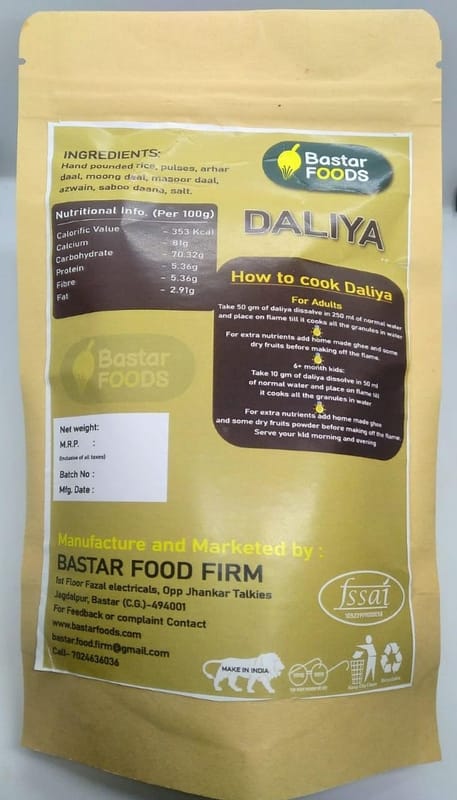 Bastar
FOODS
INGREDIENTS:
Hand pounded rice, pulses, arhar
daal, moong daal, masoor daal,
azwain, saboo daana, salt.
DALIYA
Nutritional Info. (Per 100g)
Calorific Value - 353 Kcal
Calcium - 81g
Carbohydrate - 70.32g
Protein - 5.36g
Fibre - 5.36g
Fat - 2.91g
How to cook Daliya
For Adults
Take 50 gm of daliya dissolve in 250 ml of normal water
and place on flame till it cooks all the granules in water
For extra nutrients add home made ghee and some
dry fruits before making off the flame
6+ month kids:
Take 10 gm of daliya dissolve in 50 ml
of normal water and place on flame till
it cooks all the granules in water
For extra nutrients add home made ghee
and some dry fruits powder before making off the flame.
Serve your kid morning and evening
Bastar
FOODS
Net weight:
M.R.P. :
(Inclusive of all taxes)
Batch No :
Mfg. Date :
Manufacture and Marketed by :
BASTAR FOOD FIRM
1st Floor Fazal electricals, Opp Jhankar Talkies
Jagdalpur, Bastar (C.G.)-494001
For Feedback or complaint Contact
www.bastarfoods.com
bastar.food.firm@gmail.com
Call- 7024636036
fssai
MAKE IN INDIA